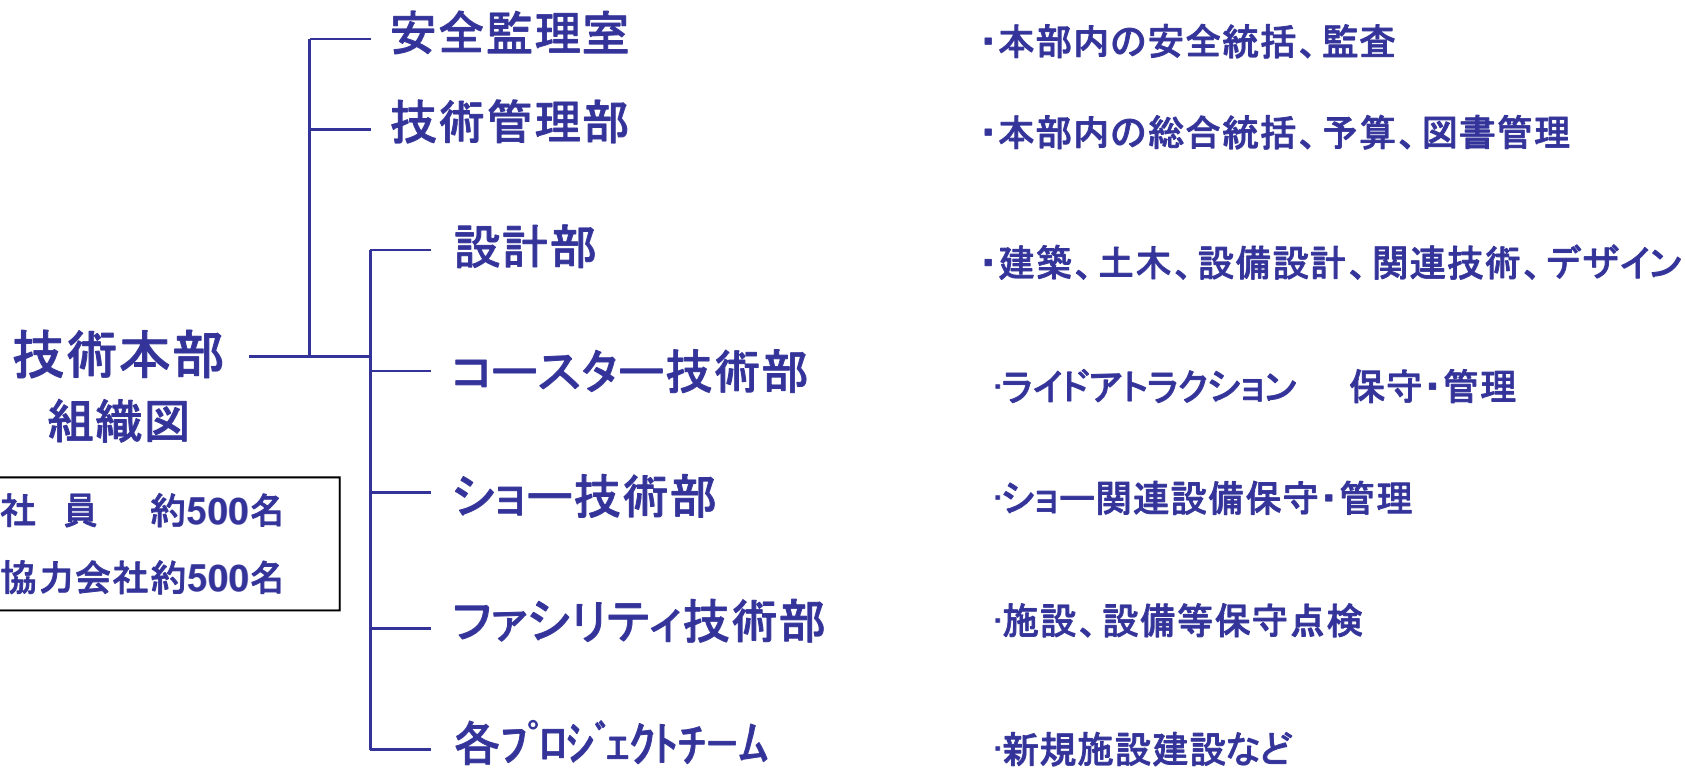 安全監理室 ・本部内の安全統括、監査
技術管理部 ・本部内の総合統括、予算、図書管理
設計部 ・建築、土木、設備設計、関連技術、デザイン
技術本部
組織図
コースター技術部 ・ライドアトラクション 保守・管理
社 員 約500名
協力会社約500名
ショー技術部 ・ショー関連設備保守・管理
ファシリティ技術部 ・施設、設備等保守点検
各プロジェクトチーム ・新規施設建設など